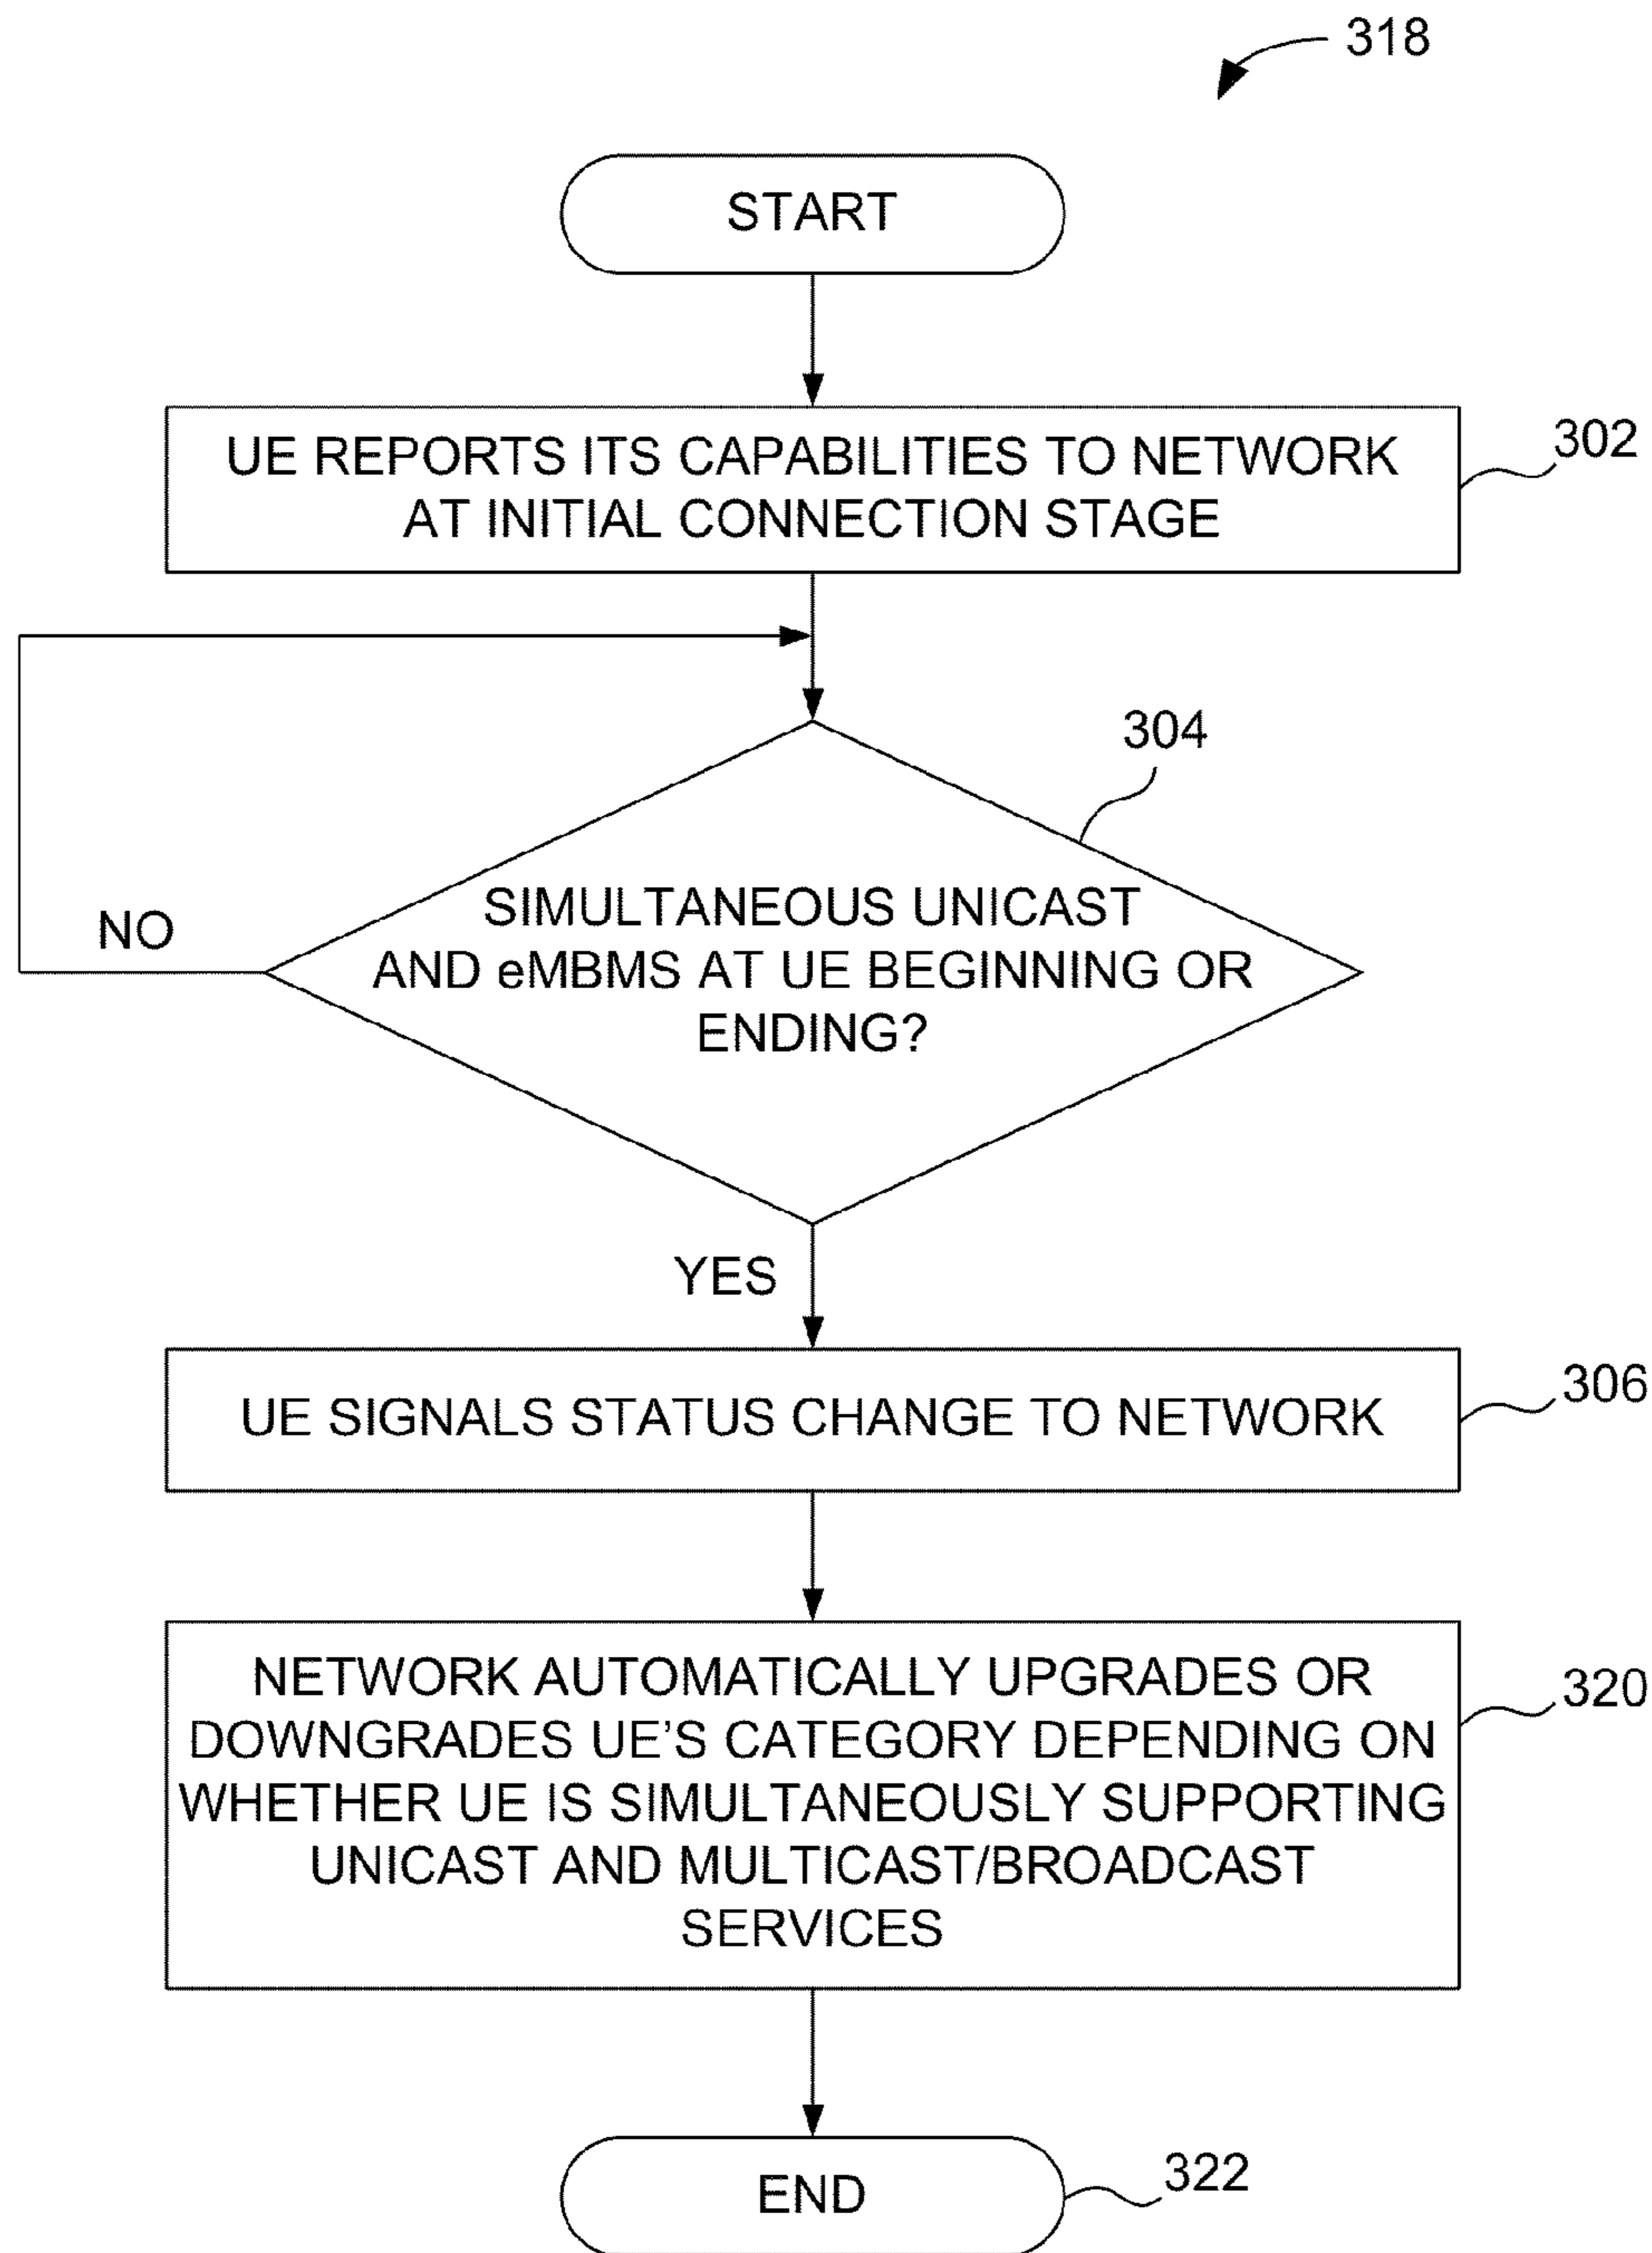 318
START
UE REPORTS ITS CAPABILITIES TO NETWORK
AT INITIAL CONNECTION STAGE
302
304
SIMULTANEOUS UNICAST
AND eMBMS AT UE BEGINNING OR
ENDING?
NO
YES
UE SIGNALS STATUS CHANGE TO NETWORK
306
NETWORK AUTOMATICALLY UPGRADES OR
DOWNGRADES UE'S CATEGORY DEPENDING ON
WHETHER UE IS SIMULTANEOUSLY SUPPORTING
UNICAST AND MULTICAST/BROADCAST
SERVICES
320
END
322